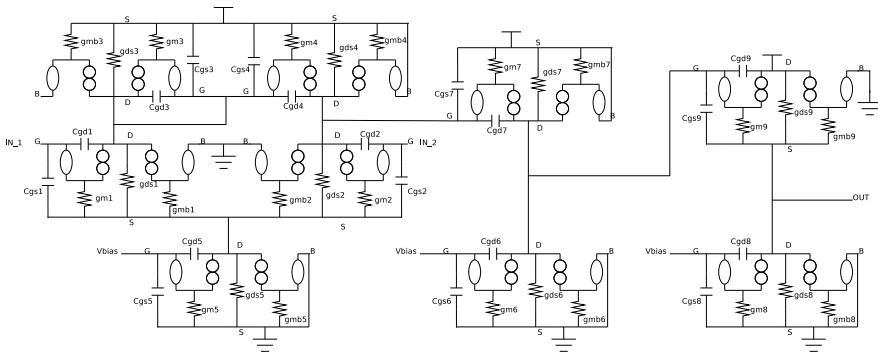 S
S
gmb3
gds3
gm3
Cgs3
Cgs4
gm4
gds4
gmb4
B
D
Cgd3
G
G
Cgd4
D
B
S
gm7
gds7
gmb7
Cgs7
G
Cgd7
D
B
G
Cgd9
D
B
Cgs9
gm9
gds9
gmb9
S
IN_1
G
Cgd1
D
B
B
D
Cgd2
G
IN_2
Cgs1
gm1
gds1
gmb1
gmb2
gds2
gm2
Cgs2
S
S
OUT
Vbias
G
Cgd5
D
B
Cgs5
gm5
gds5
gmb5
S
Vbias
G
Cgd6
D
B
Cgs6
gm6
gds6
gmb6
S
Vbias
G
Cgd8
D
B
Cgs8
gm8
gds8
gmb8
S